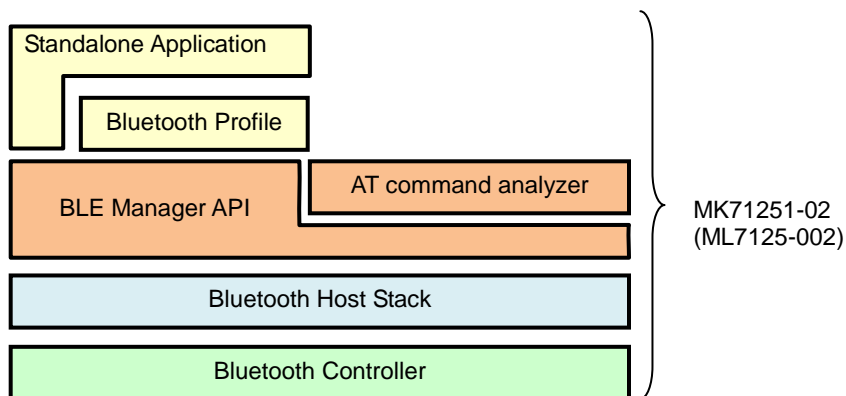 Standalone Application
Bluetooth Profile
AT command analyzer
BLE Manager API
MK71251-02
(ML7125-002)
Bluetooth Host Stack
Bluetooth Controller